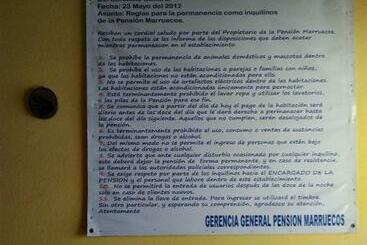 Fecha: 23 Mayo del 2012
Asunto: Reglas para la permanencia como inquilinos
de la Pensión Marruecos.
Reciban un cordial saludo por parte del Propietario de la Pensión Marruecos.
Con todo respeto se les informa de las disposiciones que deben acatar
mientras permanezcan en el establecimiento.
1. Se prohíbe la permanencia de animales domésticos y mascotas dentro
de las habitaciones.
2. Se prohíbe el uso de las habitaciones a parejas o familias con niños,
ya que las habitaciones no están acondicionadas para ello.
3. No se permite el uso de artefactos eléctricos dentro de las habitaciones.
Las habitaciones están acondicionadas únicamente para pernoctar.
4. Está terminantemente prohibido el lavar ropa y utilizar los lavatorios,
o las pilas de la Pensión para ese fin.
5. Se comunica que a partir del día de hoy el pago de la habitación será
diario antes de las doce del día que le dará derecho a permanecer hasta
las doce del día siguiente. Aquellos que no cumplan, serán desalojados de
la pensión.
6. Es terminantemente prohibido el uso, consumo o ventas de sustancias
prohibidas, sean drogas o alcohol.
7. Del mismo modo no se permite el ingreso de personas que están bajo
los efectos de drogas o alcohol.
8. Se advierte que ante cualquier disturbio ocasionado por cualquier inquilino,
este deberá dejar la pensión de forma permanente, y en caso de resistencia,
se llamará a las autoridades policiales correspondientes.
9. Se exige respeto por parte de los inquilinos hacia el ENCARGADO DE LA
PENSION y el personal que labora dentro de este establecimiento.
10. No se permitirá la entrada de usuarios después de las doce de la noche
solo en caso de clientes nuevos.
11. Se elimina la llave de entrada. Para ingresar se utilizará el timbre.
Sin otro particular, y esperando su comprensión, agradezco su atención.
Atentamente
GERENCIA GENERAL PENSION MARRUECOS